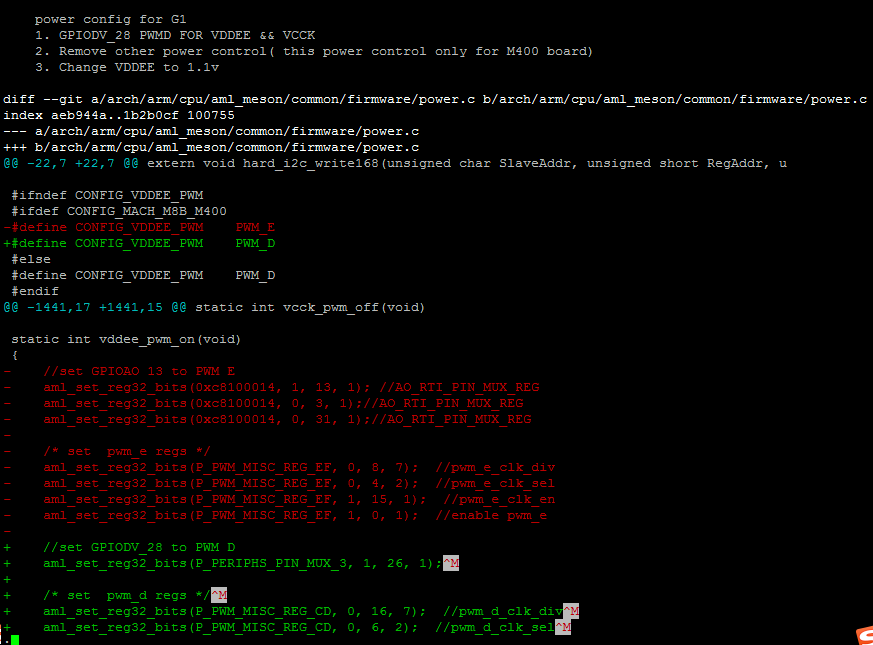 power config for G1
1. GPIODV_28 PWMD FOR VDDEE && VCCK
2. Remove other power control( this power control only for M400 board)
3. Change VDDEE to 1.1v
diff --git a/arch/arm/cpu/aml_meson/common/firmware/power.c b/arch/arm/cpu/aml_meson/common/firmware/power.c
index aeb944a..1b2b0cf 100755
--- a/arch/arm/cpu/aml_meson/common/firmware/power.c
+++ b/arch/arm/cpu/aml_meson/common/firmware/power.c
@@ -22,7 +22,7 @@ extern void hard_i2c_write168(unsigned char SlaveAddr, unsigned short RegAddr, u
 #ifndef CONFIG_VDDEE_PWM
 #ifdef CONFIG_MACH_M8B_M400
-#define CONFIG_VDDEE_PWM    PWM_E
+#define CONFIG_VDDEE_PWM    PWM_D
 #else
 #define CONFIG_VDDEE_PWM    PWM_D
 #endif
@@ -1441,17 +1441,15 @@ static int vcck_pwm_off(void)
 static int vddee_pwm_on(void)
 {
-    //set GPIOAO 13 to PWM E
-    aml_set_reg32_bits(0xc8100014, 1, 13, 1); //AO_RTI_PIN_MUX_REG
-    aml_set_reg32_bits(0xc8100014, 0, 3, 1);//AO_RTI_PIN_MUX_REG
-    aml_set_reg32_bits(0xc8100014, 0, 31, 1);//AO_RTI_PIN_MUX_REG
-
-    /* set  pwm_e regs */
-    aml_set_reg32_bits(P_PWM_MISC_REG_EF, 0, 8, 7);  //pwm_e_clk_div
-    aml_set_reg32_bits(P_PWM_MISC_REG_EF, 0, 4, 2);  //pwm_e_clk_sel
-    aml_set_reg32_bits(P_PWM_MISC_REG_EF, 1, 15, 1);  //pwm_e_clk_en
-    aml_set_reg32_bits(P_PWM_MISC_REG_EF, 1, 0, 1);  //enable pwm_e
-
+    //set GPIODV_28 to PWM D
+    aml_set_reg32_bits(P_PERIPHS_PIN_MUX_3, 1, 26, 1);^M
+
+    /* set  pwm_d regs */^M
+    aml_set_reg32_bits(P_PWM_MISC_REG_CD, 0, 16, 7);  //pwm_d_clk_div^M
+    aml_set_reg32_bits(P_PWM_MISC_REG_CD, 0, 6, 2);  //pwm_d_clk_sel^M
: